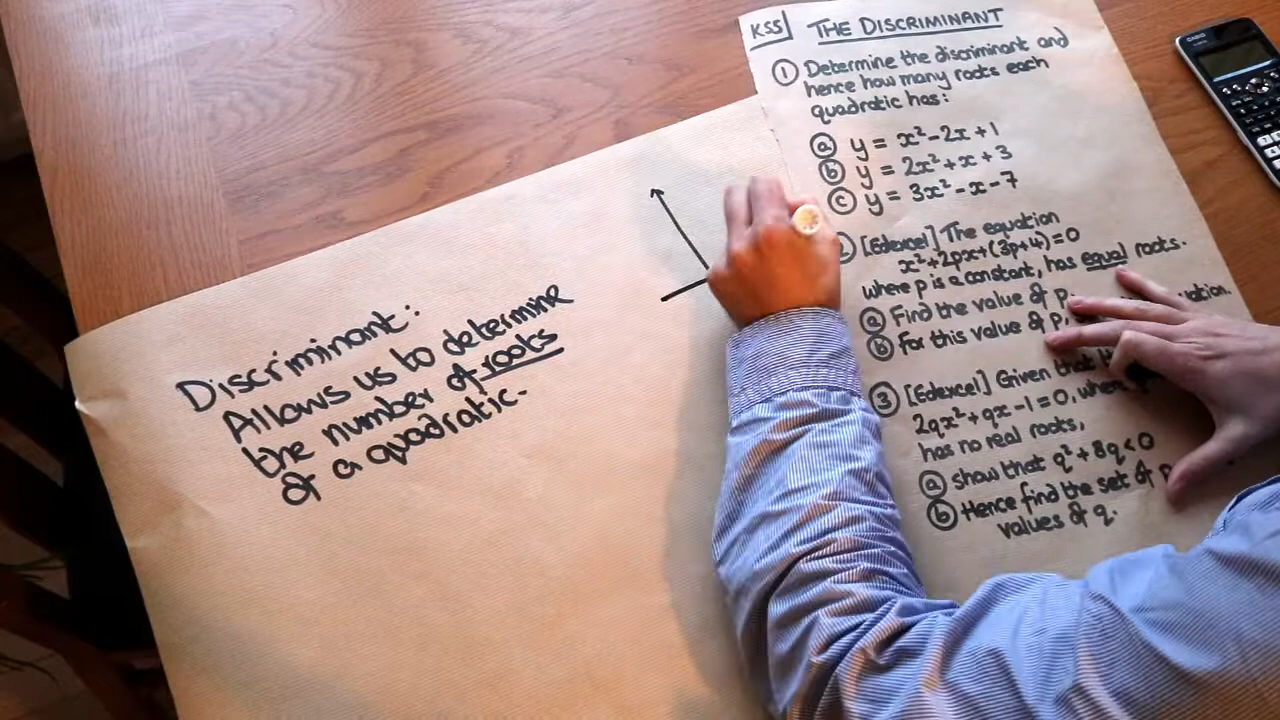 Discriminant:
Allows us to determine
the number of roots
of a quadratic.
KS5
THE DISCRIMINANT
① Determine the discriminant and
hence how many roots each
quadratic has:
ⓐ y = x²-2x+1
ⓑ y = 2x²+x+3
ⓒ y = 3x²-x-7
[Edexcel] The equation
x²+2px+(3p+4)=0
where p is a constant, has equal roots.
ⓐ Find the value of p
ⓑ For this value of p,
③ [Edexcel] Given that
2qx²+qx-1=0, where
has no real roots,
ⓐ show that q²+8q<0
ⓑ Hence find the set of
values of q.
CASIO